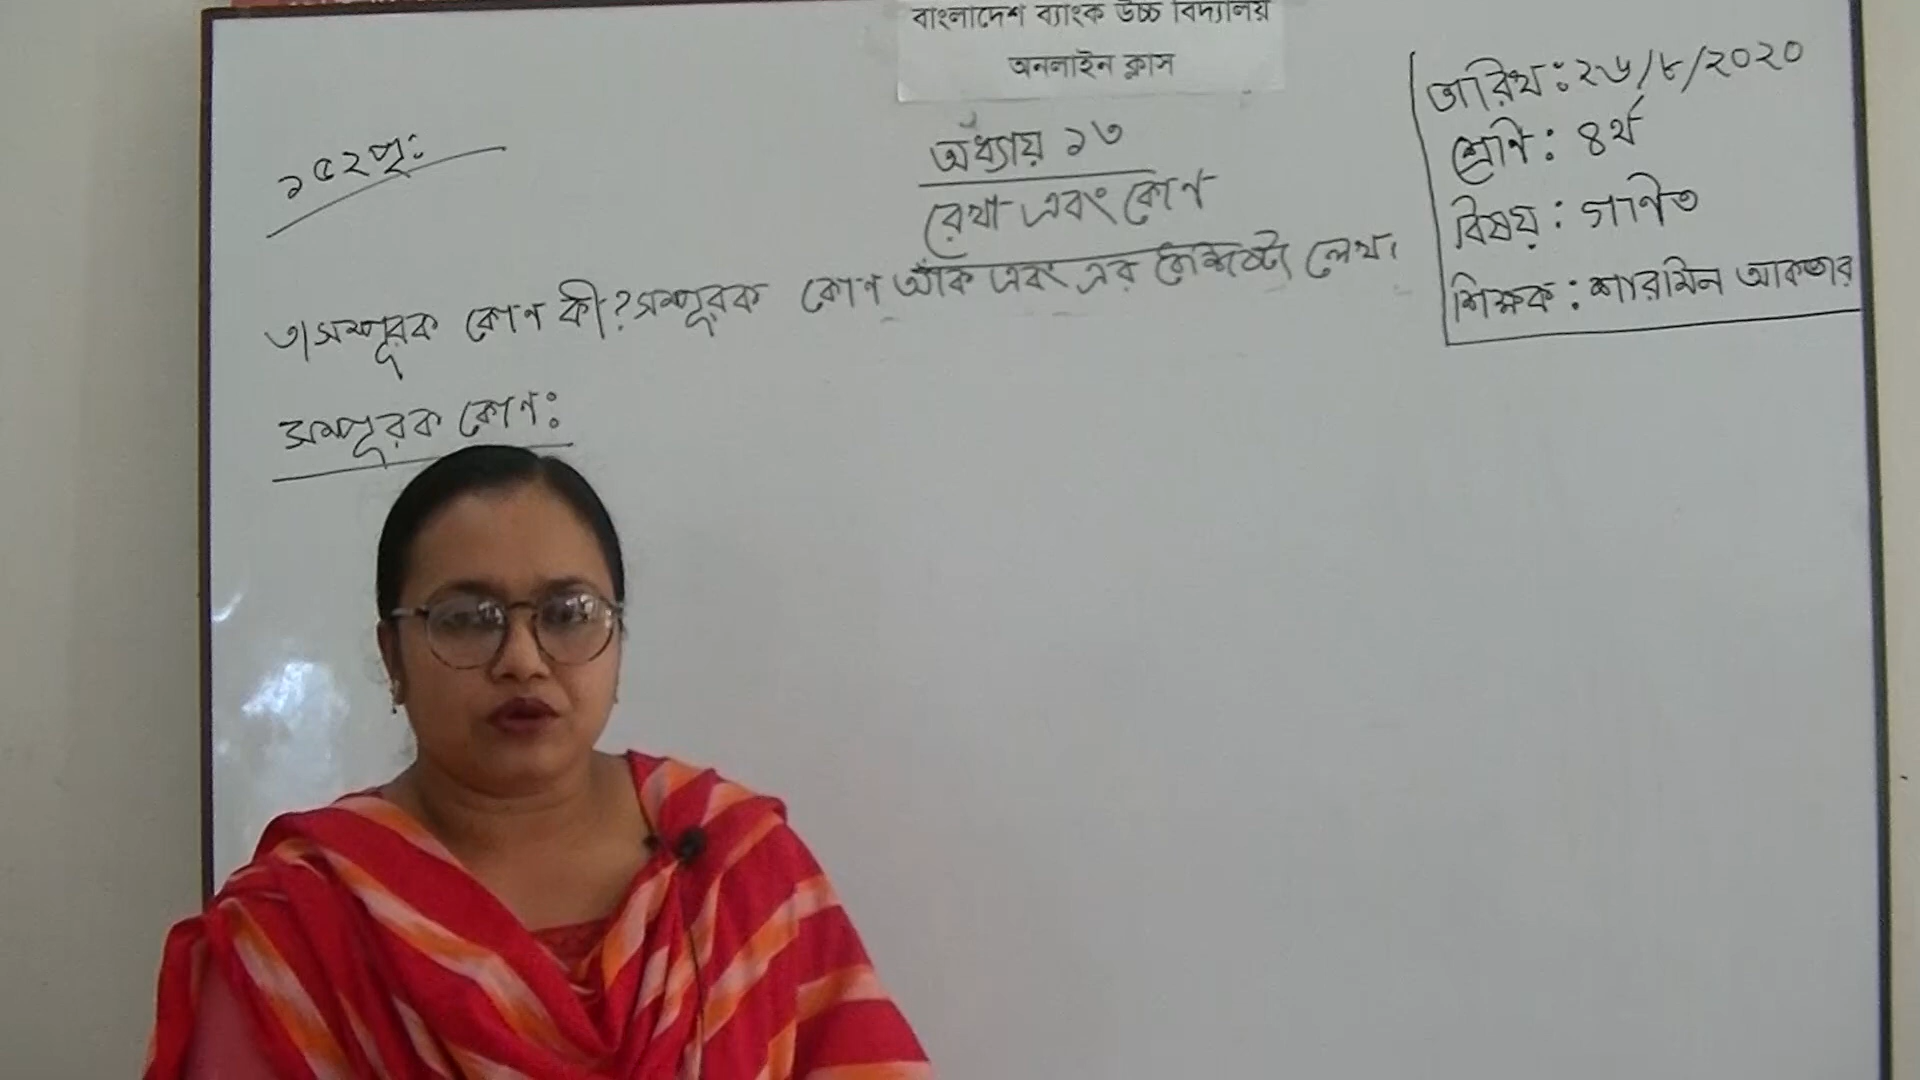 বাংলাদেশ ব্যাংক উচ্চ বিদ্যালয়
অনলাইন ক্লাস
তারিখ: ২৬/৮/২০২০
শ্রেণি: ৪র্থ
বিষয়: গণিত
শিক্ষক: শারমিন আকতার
১৫২পৃ:
অধ্যায় ১৩
রেখা এবং কোণ
৩। সম্পূরক কোণ কী? সম্পূরক কোণ আঁক এবং এর বৈশিষ্ট্য লেখ।
সম্পূরক কোণ: